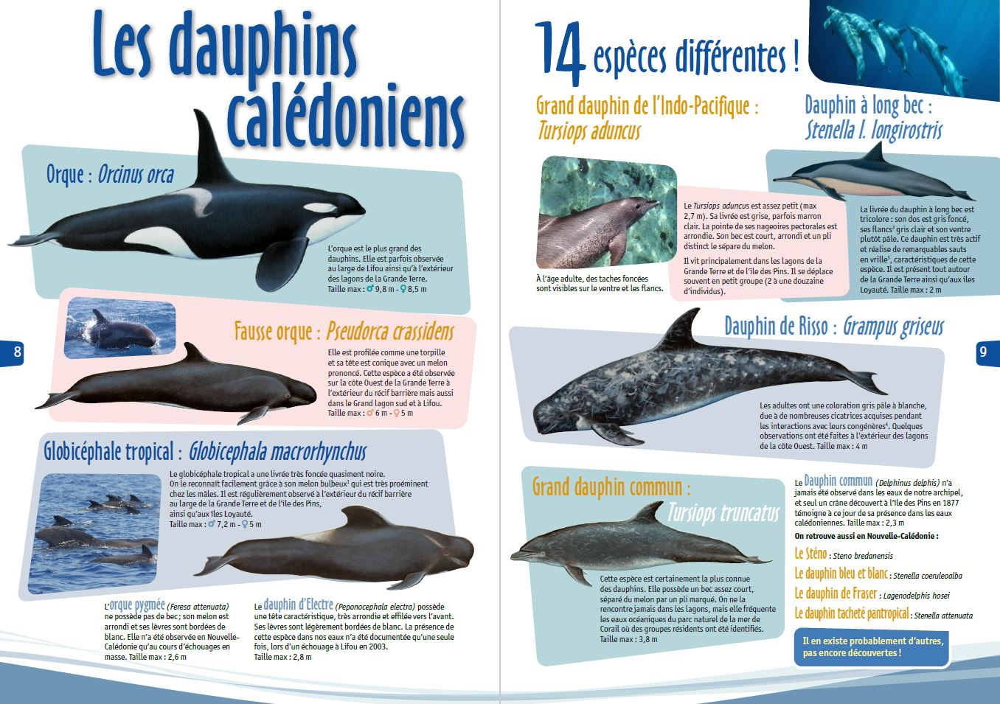 Les dauphins
calédoniens
Orque : Orcinus orca
L'orque est le plus grand des
dauphins. Elle est parfois observée
au large de Lifou ainsi qu'à l'extérieur
des lagons de la Grande Terre.
Taille max : ♂ 9,8 m - ♀ 8,5 m
Fausse orque : Pseudorca crassidens
Elle est profilée comme une torpille
et sa tête est conique avec un melon
prononcé. Cette espèce a été observée
sur la côte Ouest de la Grande Terre à
l'extérieur du récif barrière mais aussi
dans le Grand lagon sud et à Lifou.
Taille max : ♂ 6 m - ♀ 5 m
8
Globicéphale tropical : Globicephala macrorhynchus
Le globicéphale tropical a une livrée très foncée quasiment noire.
On le reconnaît facilement grâce à son melon bulbeux¹ qui est très proéminent
chez les mâles. Il est régulièrement observé à l'extérieur du récif barrière
au large de la Grande Terre et de l'île des Pins,
ainsi qu'aux îles Loyauté.
Taille max : ♂ 7,2 m - ♀ 5 m
L'orque pygmée (Feresa attenuata)
ne possède pas de bec ; son melon est
arrondi et ses lèvres sont bordées de
blanc. Elle n'a été observée en Nouvelle-
Calédonie qu'au cours d'échouages en
masse. Taille max : 2,6 m
Le dauphin d'Electre (Peponocephala electra) possède
une tête caractéristique, très arrondie et effilée vers l'avant.
Ses lèvres sont légèrement bordées de blanc. La présence de
cette espèce dans nos eaux n'a été documentée qu'une seule
fois, lors d'un échouage à Lifou en 2003.
Taille max : 2,8 m
14 espèces différentes !
Grand dauphin de l'Indo-Pacifique :
Tursiops aduncus
À l'âge adulte, des taches foncées
sont visibles sur le ventre et les flancs.
Le Tursiops aduncus est assez petit (max
2,7 m). Sa livrée est grise, parfois marron
clair. La pointe de ses nageoires pectorales est
arrondie. Son bec est court, arrondi et un pli
distinct le sépare du melon.
Il vit principalement dans les lagons de la
Grande Terre et de l'île des Pins. Il se déplace
souvent en petit groupe (2 à une douzaine
d'individus).
Dauphin à long bec :
Stenella l. longirostris
La livrée du dauphin à long bec est
tricolore : son dos est gris foncé,
ses flancs² gris clair et son ventre
plutôt pâle. Ce dauphin est très actif
et réalise de remarquables sauts
en vrille³, caractéristiques de cette
espèce. Il est présent tout autour
de la Grande Terre ainsi qu'aux îles
Loyauté. Taille max : 2 m
Dauphin de Risso : Grampus griseus
Les adultes ont une coloration gris pâle à blanche,
due à de nombreuses cicatrices acquises pendant
les interactions avec leurs congénères⁴. Quelques
observations ont été faites à l'extérieur des lagons
de la côte Ouest. Taille max : 4 m
9
Grand dauphin commun :
Tursiops truncatus
Cette espèce est certainement la plus connue
des dauphins. Elle possède un bec assez court,
séparé du melon par un pli marqué. On ne la
rencontre jamais dans les lagons, mais elle fréquente
les eaux océaniques du parc naturel de la mer de
Corail où des groupes résidents ont été identifiés.
Taille max : 3,8 m
Le Dauphin commun (Delphinus delphis) n'a
jamais été observé dans les eaux de notre archipel,
et seul un crâne découvert à l'île des Pins en 1877
témoigne à ce jour de sa présence dans les eaux
calédoniennes. Taille max : 2,3 m
On retrouve aussi en Nouvelle-Calédonie :
Le Sténo : Steno bredanensis
Le dauphin bleu et blanc : Stenella coeruleoalba
Le dauphin de Fraser : Lagenodelphis hosei
Le dauphin tacheté pantropical : Stenella attenuata
Il en existe probablement d'autres,
pas encore découvertes !